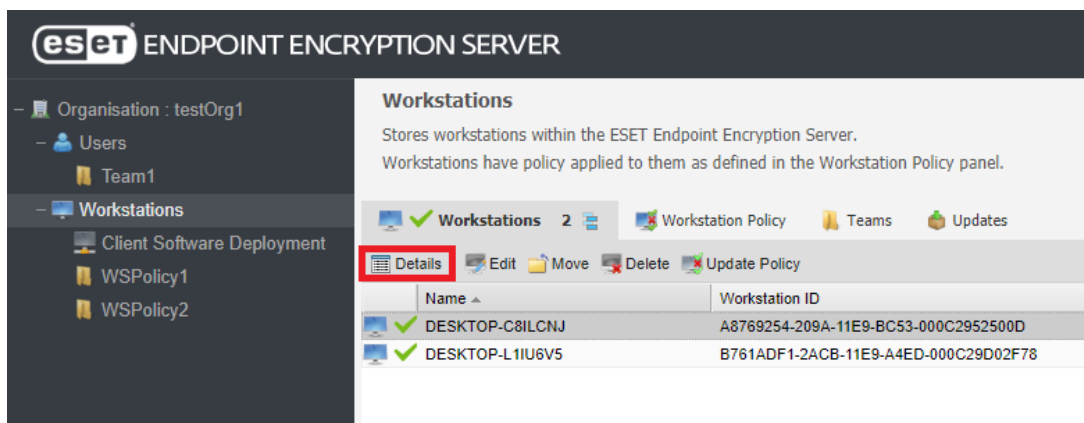 eset ENDPOINT ENCRYPTION SERVER
Organisation : testOrg1
Users
Team1
Workstations
Client Software Deployment
WSPolicy1
WSPolicy2
Workstations
Stores workstations within the ESET Endpoint Encryption Server.
Workstations have policy applied to them as defined in the Workstation Policy panel.
Workstations 2 Workstation Policy Teams Updates
Details Edit Move Delete Update Policy
Name Workstation ID
DESKTOP-C8ILCNJ A8769254-209A-11E9-BC53-000C2952500D
DESKTOP-L1IU6V5 B761ADF1-2ACB-11E9-A4ED-000C29D02F78